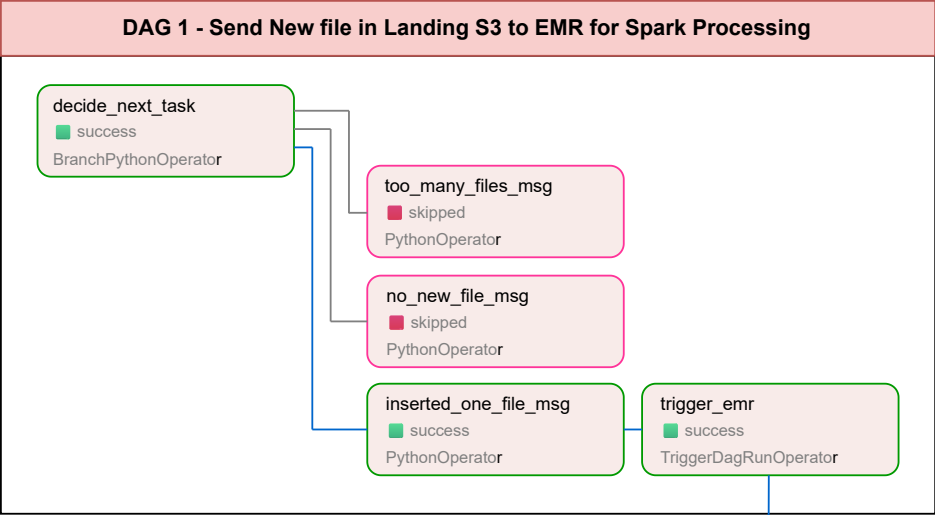 DAG 1 - Send New file in Landing S3 to EMR for Spark Processing
decide_next_task
success
BranchPythonOperator
too_many_files_msg
skipped
PythonOperator
no_new_file_msg
skipped
PythonOperator
inserted_one_file_msg
success
PythonOperator
trigger_emr
success
TriggerDagRunOperator